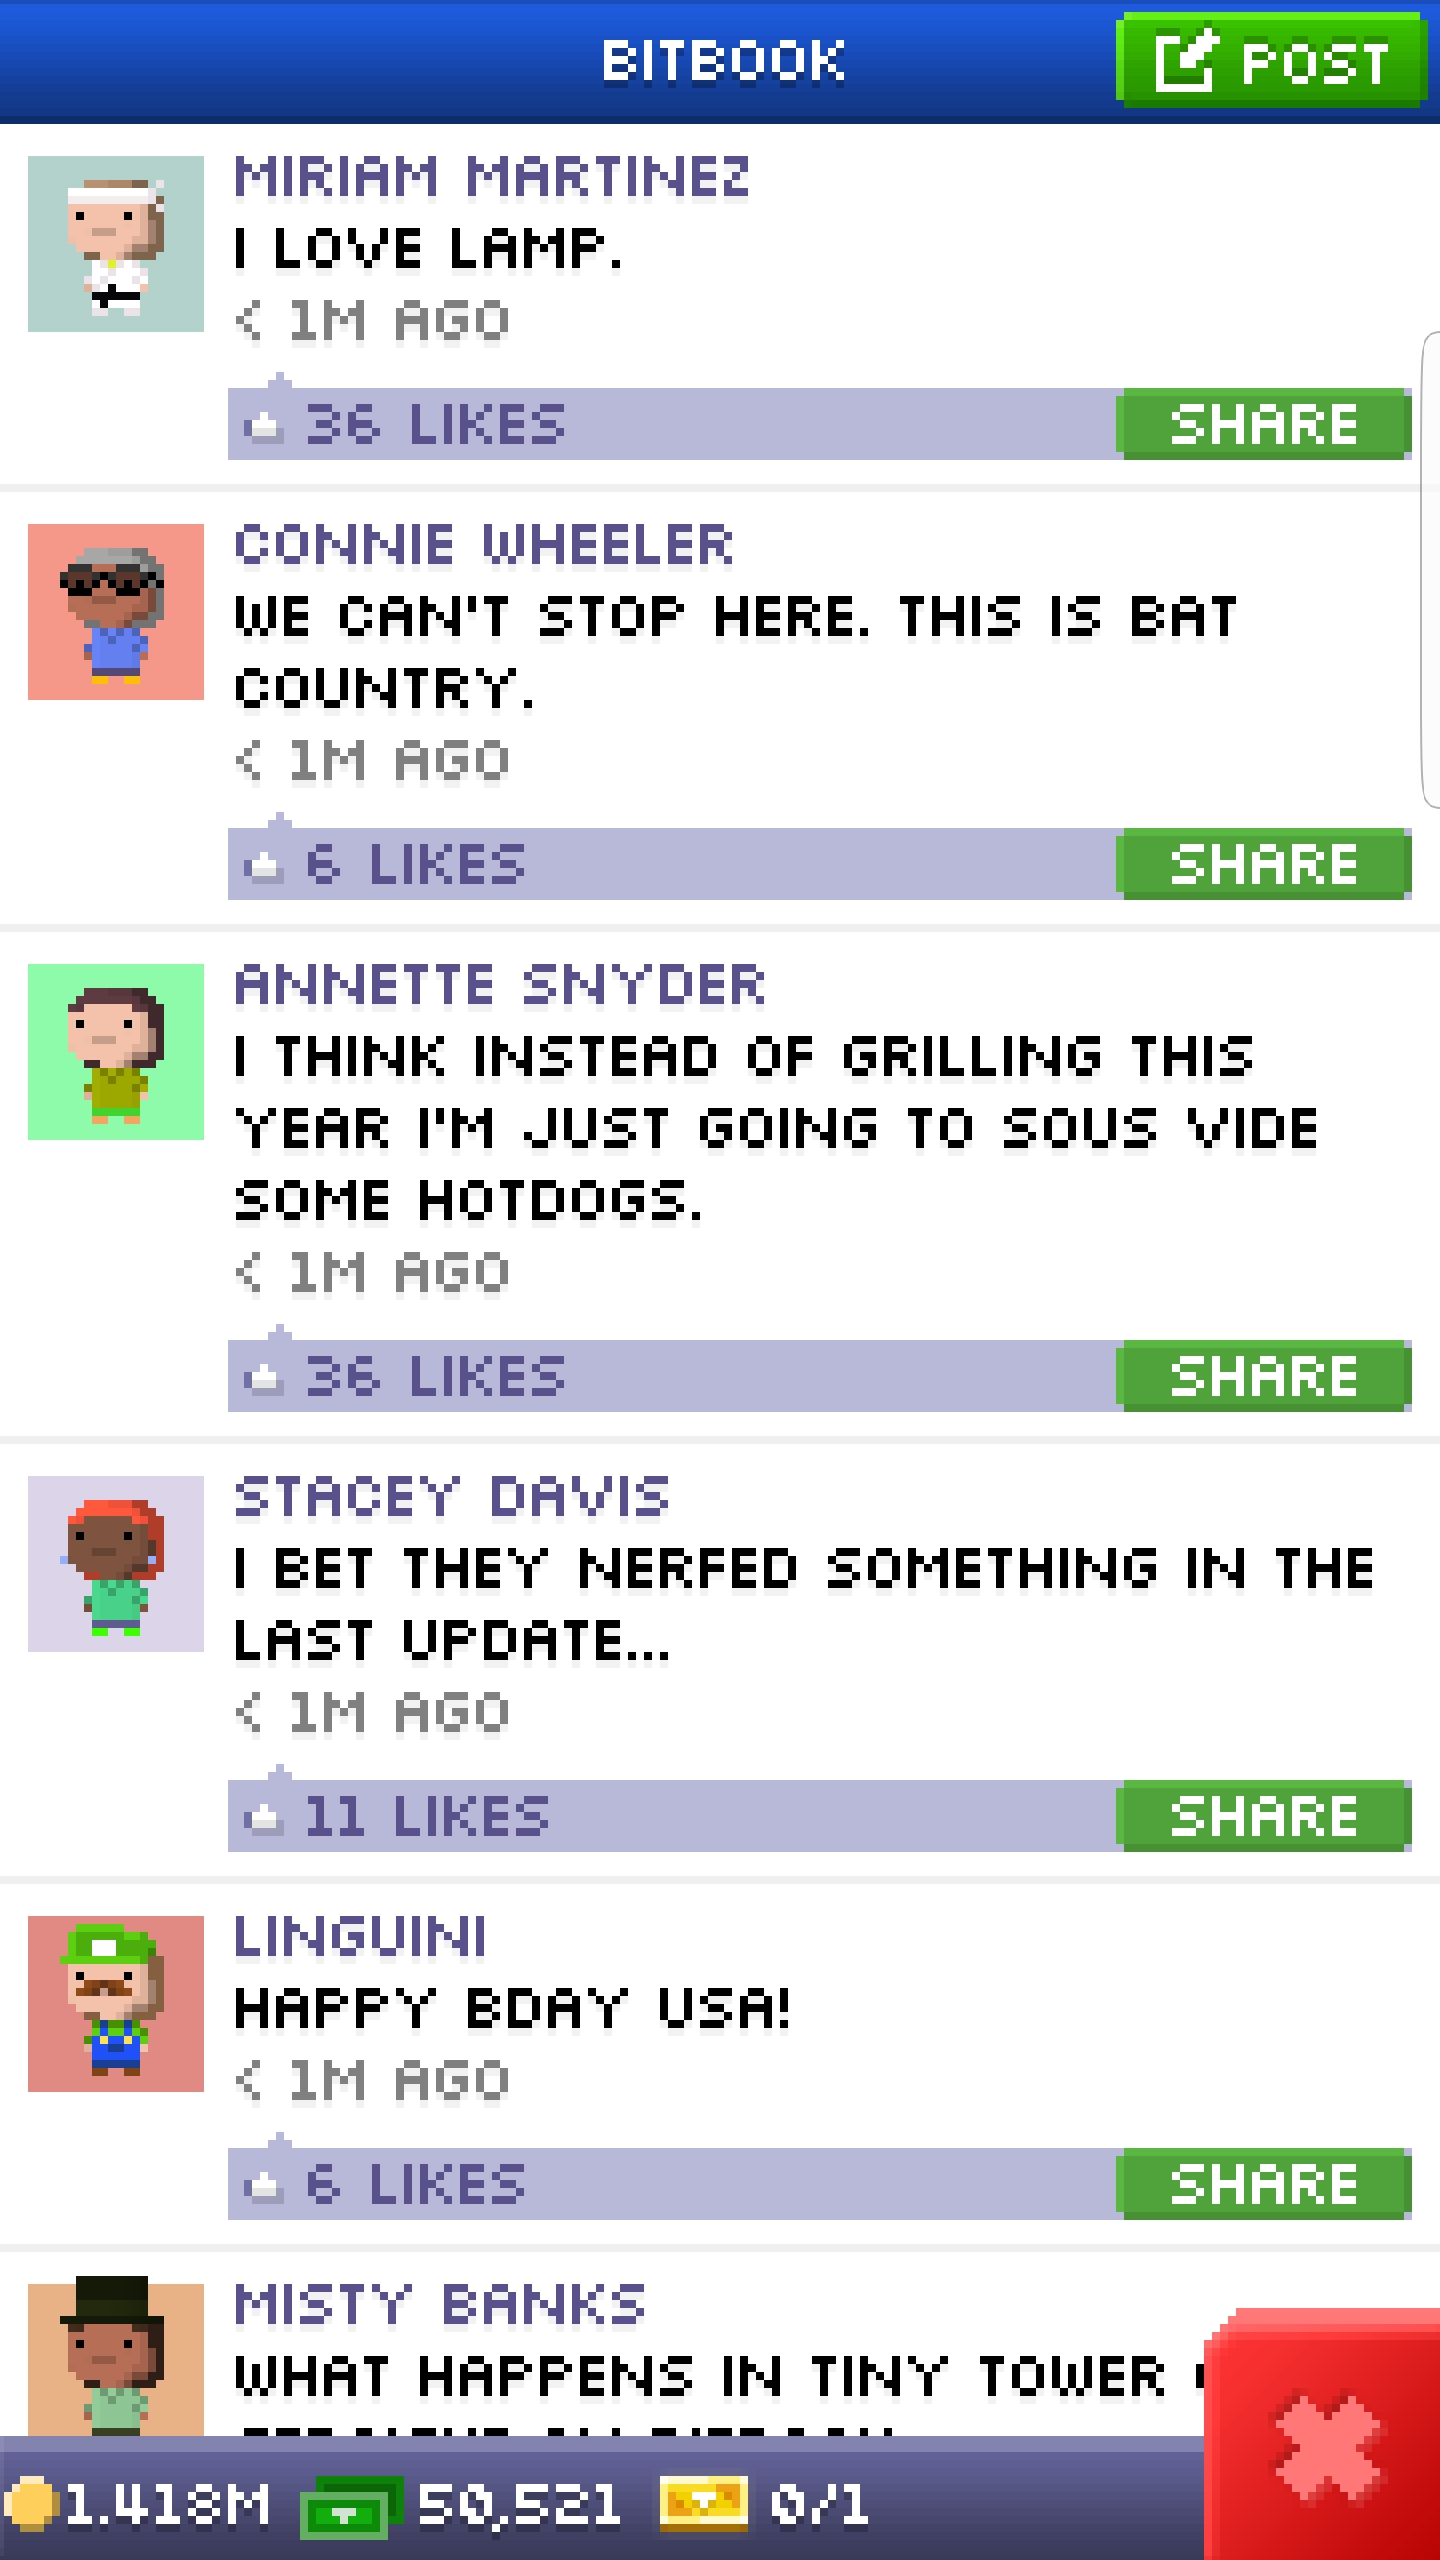 BITBOOK
POST
MIRIAM MARTINEZ
I LOVE LAMP.
< 1M AGO
36 LIKES
SHARE
CONNIE WHEELER
WE CAN'T STOP HERE. THIS IS BAT
COUNTRY.
< 1M AGO
6 LIKES
SHARE
ANNETTE SNYDER
I THINK INSTEAD OF GRILLING THIS
YEAR I'M JUST GOING TO SOUS VIDE
SOME HOTDOGS.
< 1M AGO
36 LIKES
SHARE
STACEY DAVIS
I BET THEY NERFED SOMETHING IN THE
LAST UPDATE...
< 1M AGO
11 LIKES
SHARE
LINGUINI
HAPPY BDAY USA!
< 1M AGO
6 LIKES
SHARE
MISTY BANKS
WHAT HAPPENS IN TINY TOWER
1.418M
50,521
0/1